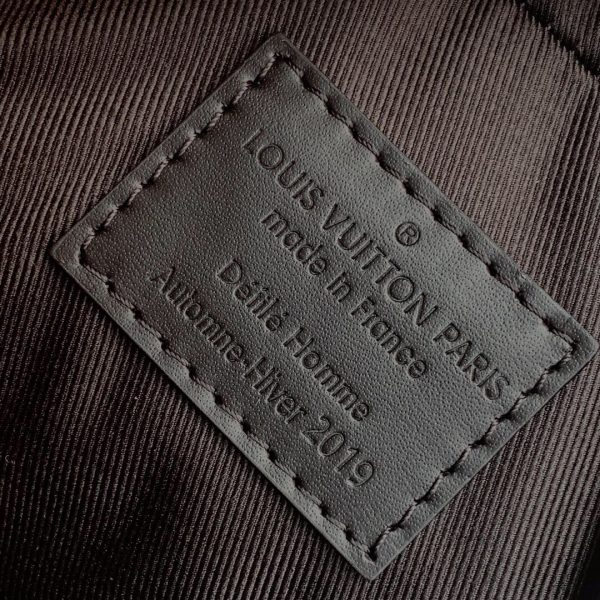 ®
LOUIS VUITTON PARIS
made in France
Défilé Homme
Automne-Hiver 2019